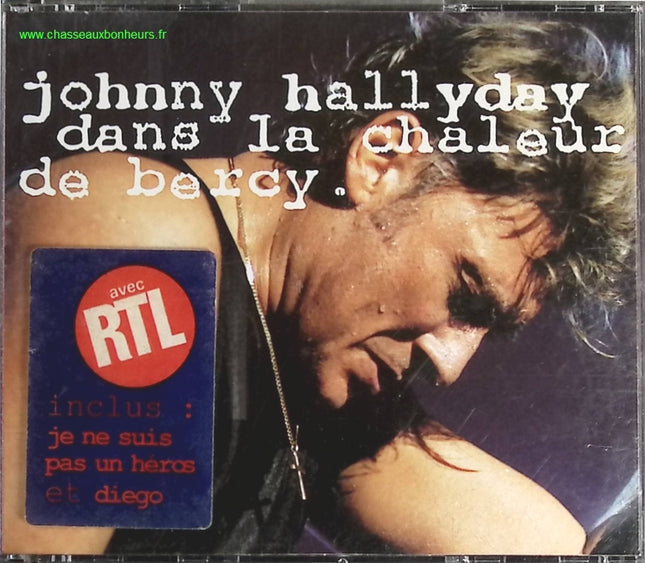 www.chasseauxbonheurs.fr
johnny hallyday
dans la chaleur
de bercy.
avec
RTL
inclus :
je ne suis
pas un héros
et diego